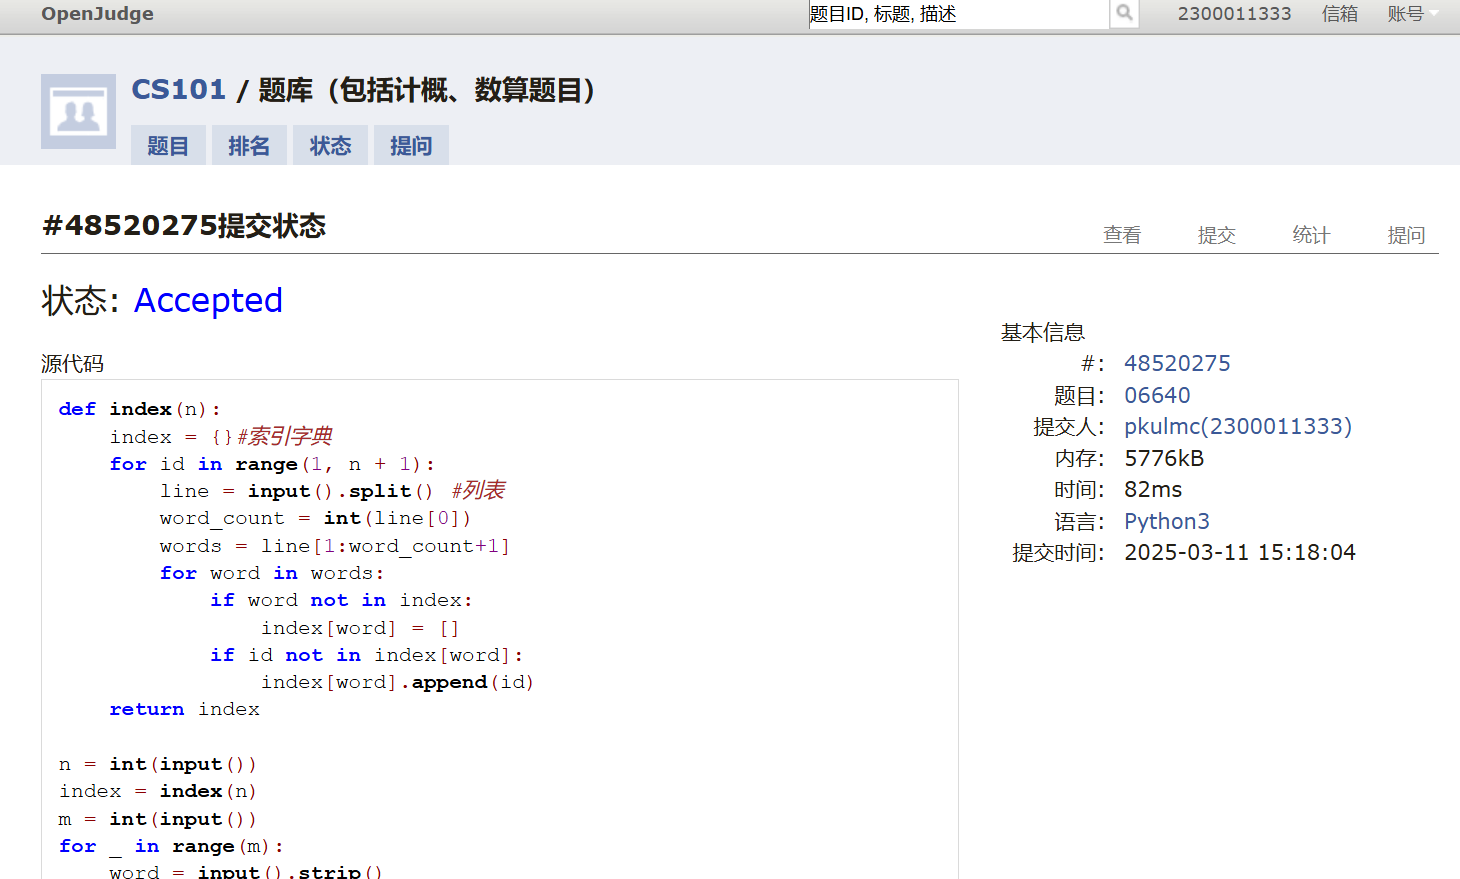 OpenJudge
题目ID, 标题, 描述
2300011333 信箱 账号
CS101 / 题库（包括计概、数算题目）
题目 排名 状态 提问
#48520275提交状态
查看 提交 统计 提问
状态: Accepted
源代码
def index(n):
    index = {}#索引字典
    for id in range(1, n + 1):
        line = input().split() #列表
        word_count = int(line[0])
        words = line[1:word_count+1]
        for word in words:
            if word not in index:
                index[word] = []
            if id not in index[word]:
                index[word].append(id)
    return index

n = int(input())
index = index(n)
m = int(input())
for _ in range(m):
    word = input().strip()
基本信息
#: 48520275
题目: 06640
提交人: pkulmc(2300011333)
内存: 5776kB
时间: 82ms
语言: Python3
提交时间: 2025-03-11 15:18:04